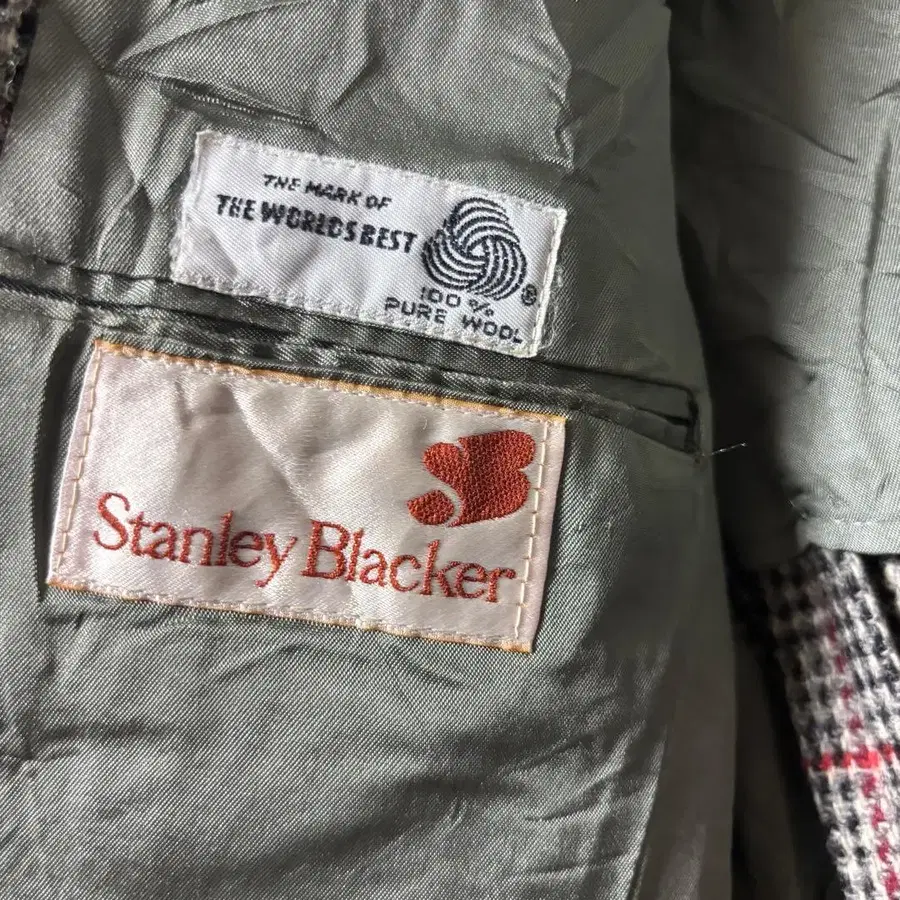 THE MARK OF
THE WORLDS BEST
®
100%
PURE WOOL
SB
Stanley Blacker